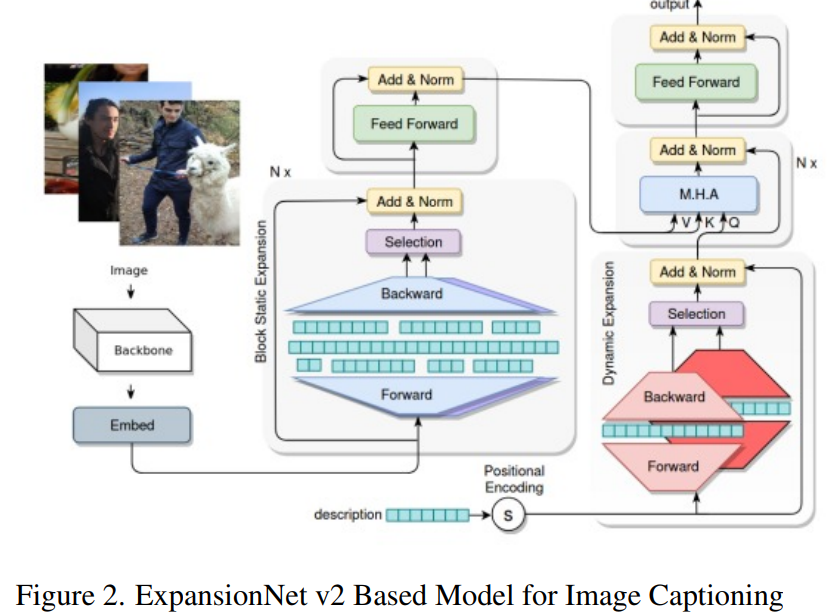 output
Add & Norm
Feed Forward
Add & Norm
M.H.A
V K Q
N x
Add & Norm
Selection
Dynamic Expansion
Backward
Forward
Add & Norm
Feed Forward
N x
Add & Norm
Selection
Block Static Expansion
Backward
Forward
Image
Backbone
Embed
Positional
Encoding
description
S
Figure 2. ExpansionNet v2 Based Model for Image Captioning